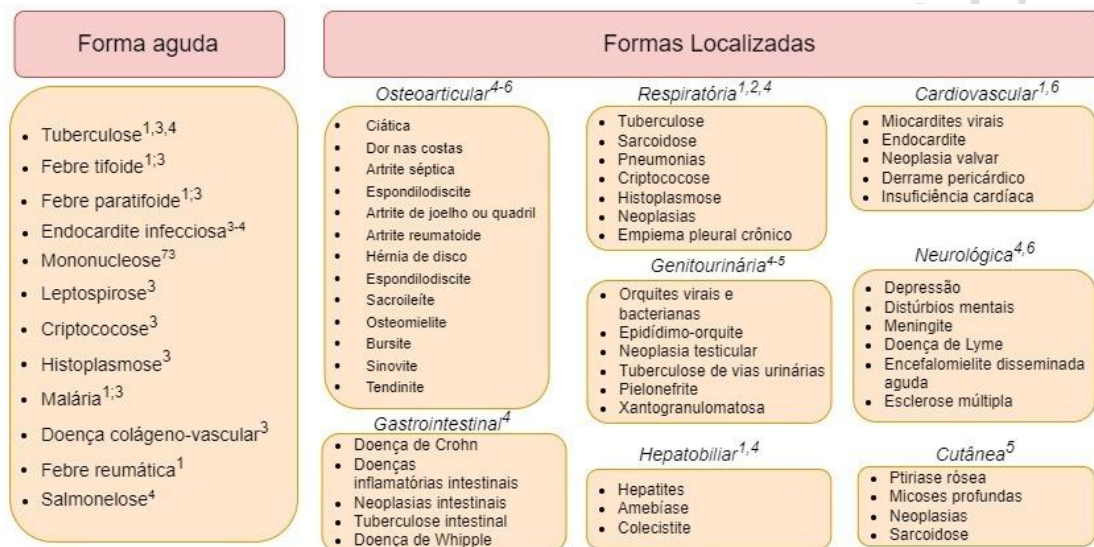 Forma aguda
Tuberculose1,3,4
Febre tifoide1;3
Febre paratifoide1;3
Endocardite infecciosa3-4
Mononucleose73
Leptospirose3
Criptococose3
Histoplasmose3
Malária1;3
Doença colágeno-vascular3
Febre reumática1
Salmonelose4
Formas Localizadas
Osteoarticular4-6
Ciática
Dor nas costas
Artrite séptica
Espondilodiscite
Artrite de joelho ou quadril
Artrite reumatoide
Hérnia de disco
Espondilodiscite
Sacroileíte
Osteomielite
Bursite
Sinovite
Tendinite
Gastrointestinal4
Doença de Crohn
Doenças
inflamatórias intestinais
Neoplasias intestinais
Tuberculose intestinal
Doença de Whipple
Respiratória1,2,4
Tuberculose
Sarcoidose
Pneumonias
Criptococose
Histoplasmose
Neoplasias
Empiema pleural crônico
Genitourinária4-5
Orquites virais e
bacterianas
Epidídimo-orquite
Neoplasia testicular
Tuberculose de vias urinárias
Pielonefrite
Xantogranulomatosa
Hepatobiliar1,4
Hepatites
Amebíase
Colecistite
Cardiovascular1,6
Miocardites virais
Endocardite
Neoplasia valvar
Derrame pericárdico
Insuficiência cardíaca
Neurológica4,6
Depressão
Distúrbios mentais
Meningite
Doença de Lyme
Encefalomielite disseminada
aguda
Esclerose múltipla
Cutânea5
Ptiriase rósea
Micoses profundas
Neoplasias
Sarcoidose